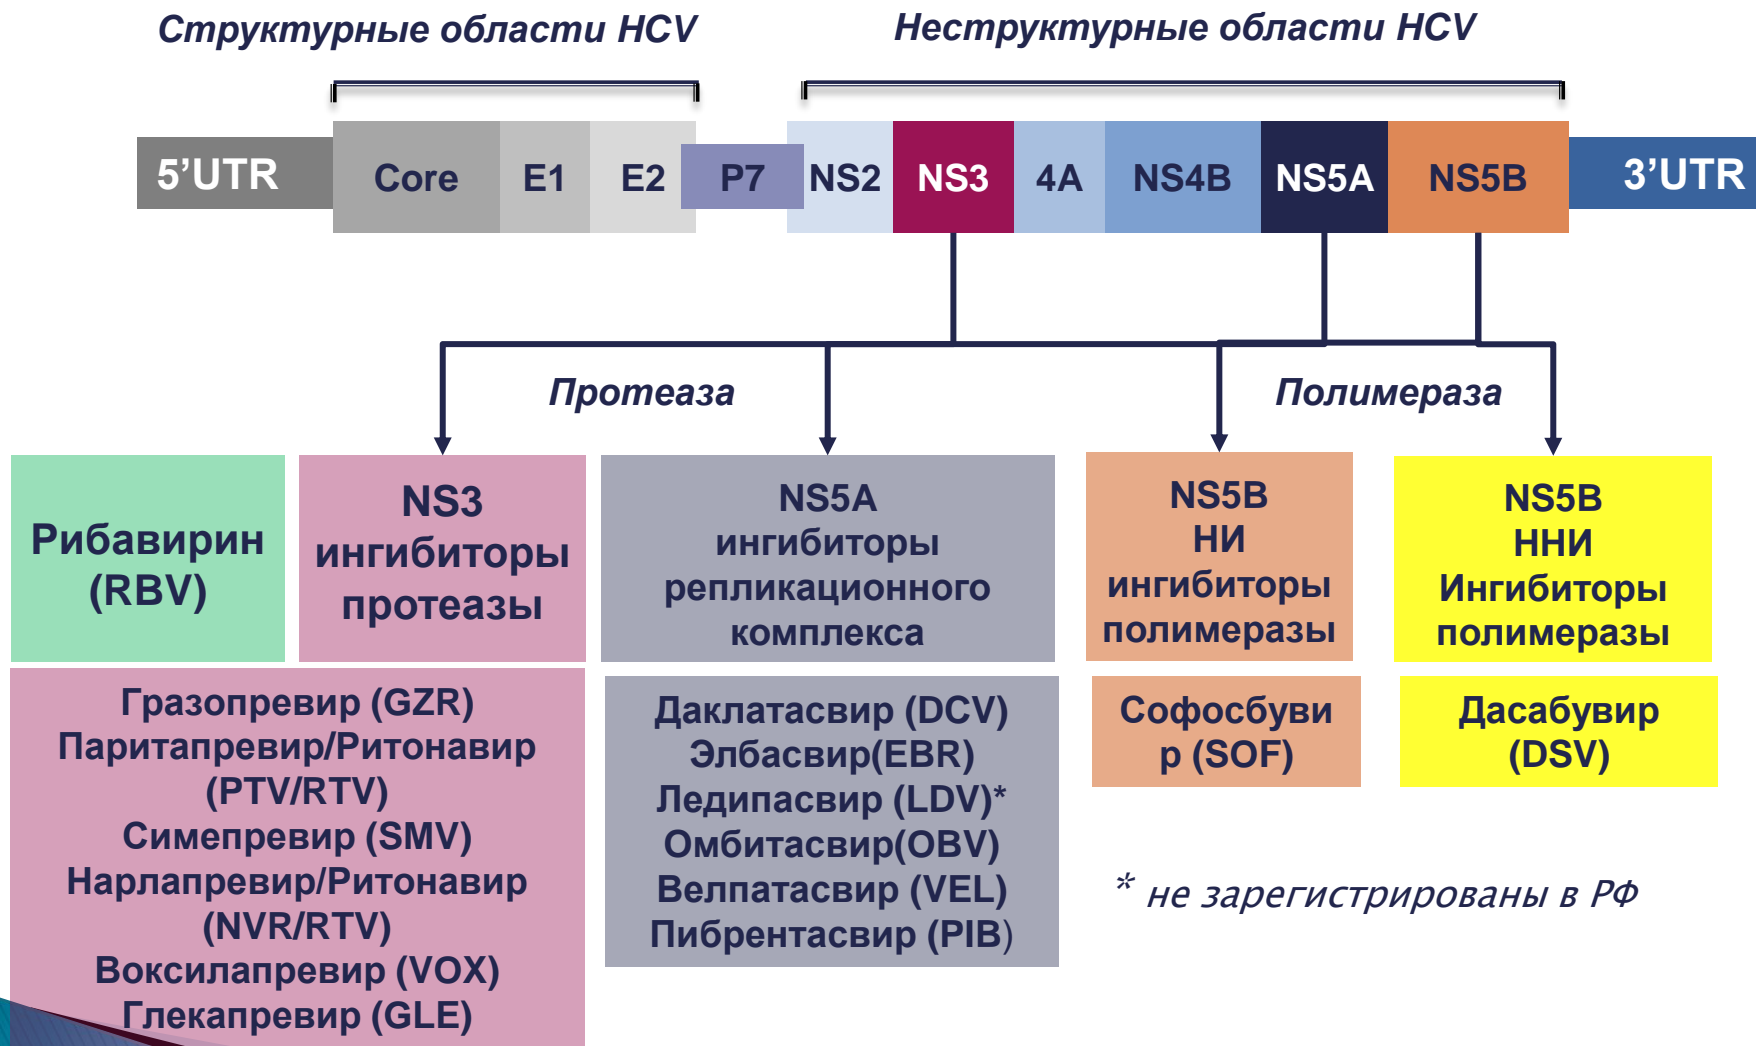 Структурные области HCV
Неструктурные области HCV
5’UTR
Core
E1
E2
P7
NS2
NS3
4A
NS4B
NS5A
NS5B
3’UTR
Протеаза
Полимераза
Рибавирин
(RBV)
NS3
ингибиторы
протеазы
NS5A
ингибиторы
репликационного
комплекса
NS5B
НИ
ингибиторы
полимеразы
NS5B
ННИ
Ингибиторы
полимеразы
Гразопревир (GZR)
Паритапревир/Ритонавир
(PTV/RTV)
Симепревир (SMV)
Нарлапревир/Ритонавир
(NVR/RTV)
Воксилапревир (VOX)
Глекапревир (GLE)
Даклатасвир (DCV)
Элбасвир(EBR)
Ледипасвир (LDV)*
Омбитасвир(OBV)
Велпатасвир (VEL)
Пибрентасвир (PIB)
Софосбуви
р (SOF)
Дасабувир
(DSV)
* не зарегистрированы в РФ